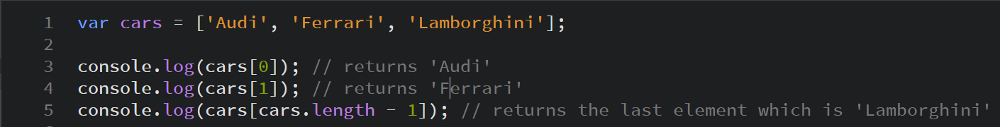 1 var cars = ['Audi', 'Ferrari', 'Lamborghini'];
2
3 console.log(cars[0]); // returns 'Audi'
4 console.log(cars[1]); // returns 'Ferrari'
5 console.log(cars[cars.length - 1]); // returns the last element which is 'Lamborghini'